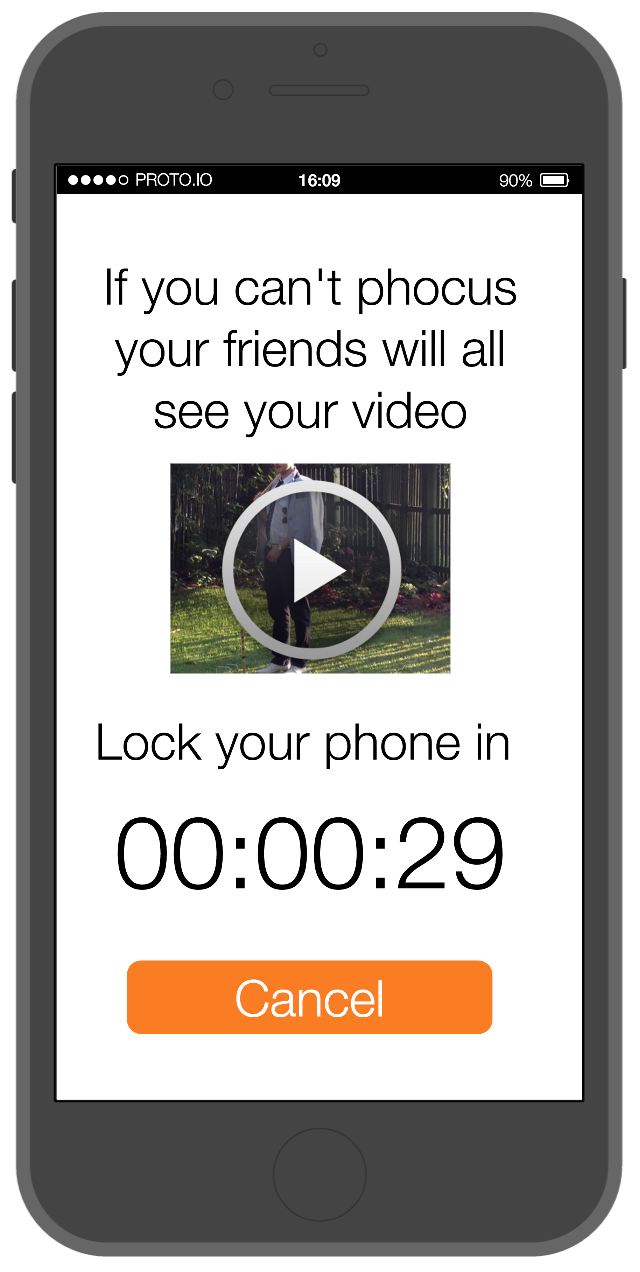 PROTO.IO 16:09 90%
If you can't phocus
your friends will all
see your video
Lock your phone in
00:00:29
Cancel